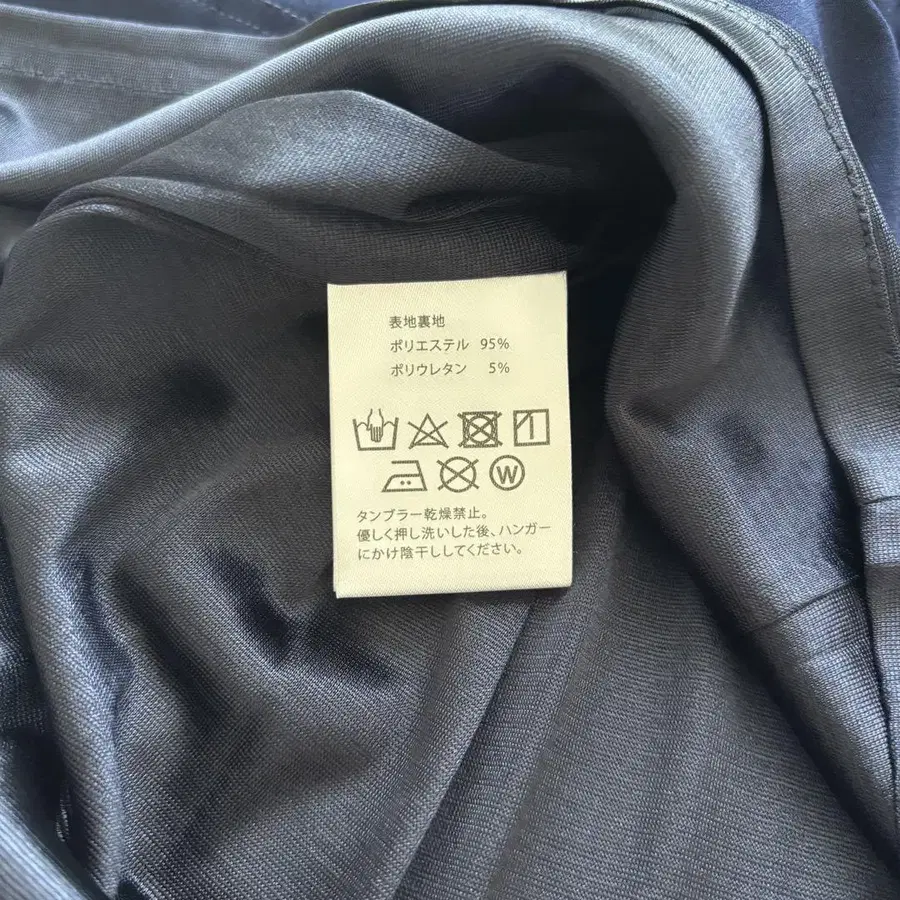 表地裏地
ポリエステル 95%
ポリウレタン 5%
W
タンブラー乾燥禁止。
優しく押し洗いした後、ハンガー
にかけ陰干ししてください。